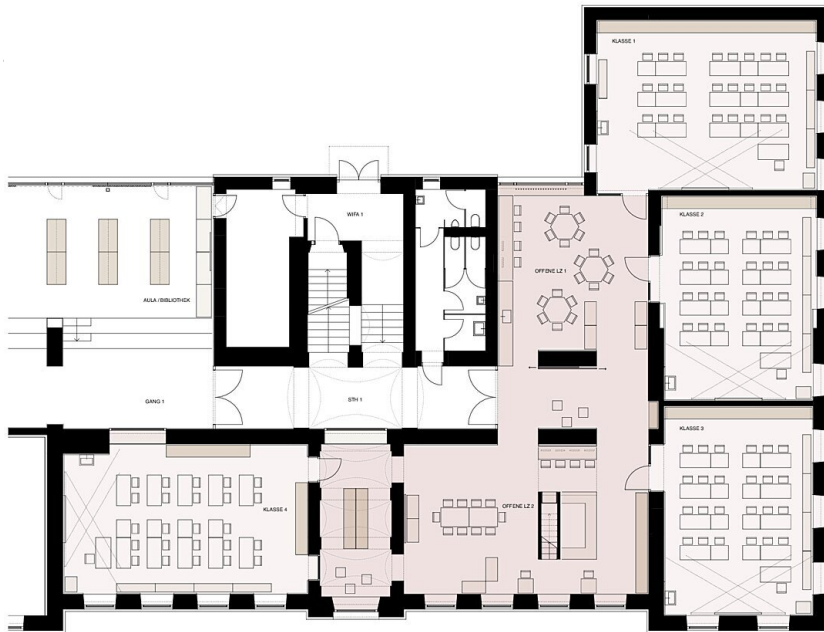 KLASSE 1
KLASSE 2
WIFA 1
OFFENE LZ 1
AULA / BIBLIOTHEK
GANG 1
STH 1
KLASSE 3
KLASSE 4
OFFENE LZ 2